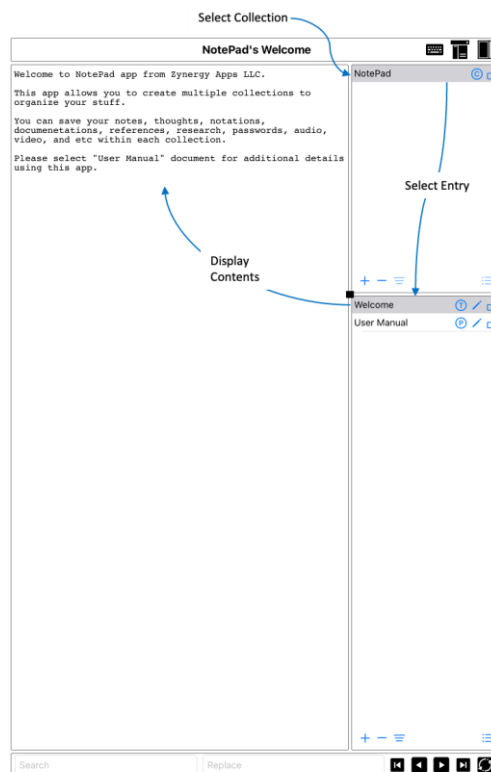 Select Collection
NotePad's Welcome
Welcome to NotePad app from Zynergy Apps LLC.
This app allows you to create multiple collections to
organize your stuff.
You can save your notes, thoughts, notations,
documenetations, references, research, passwords, audio,
video, and etc within each collection.
Please select "User Manual" document for additional details
using this app.
NotePad C
Select Entry
Display
Contents
Welcome T
User Manual P
Search Replace